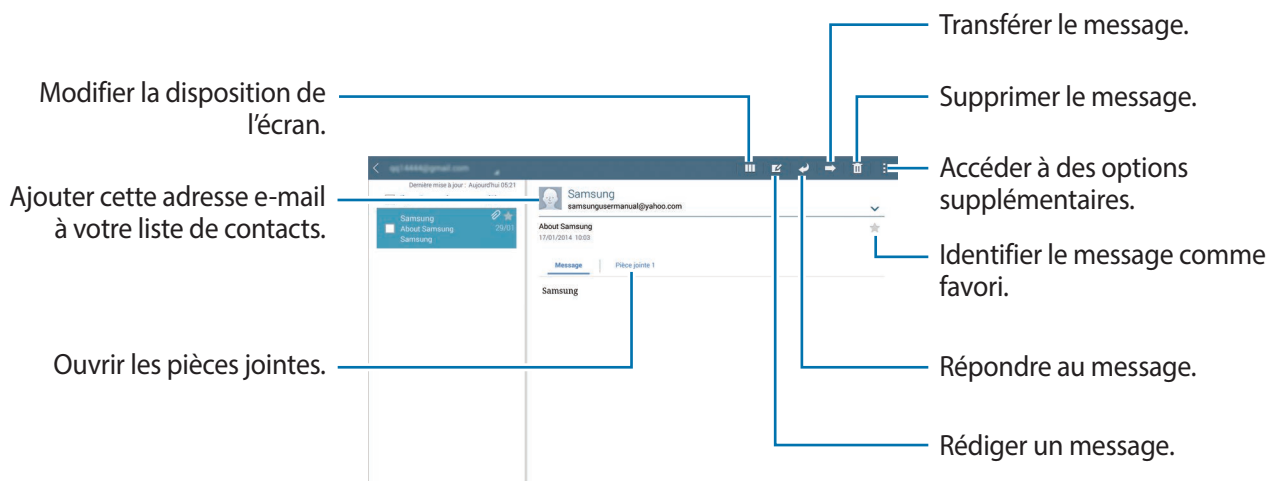 Transférer le message.
Modifier la disposition de
l'écran.
Supprimer le message.
Accéder à des options
supplémentaires.
Ajouter cette adresse e-mail
à votre liste de contacts.
Identifier le message comme
favori.
Ouvrir les pièces jointes.
Répondre au message.
Rédiger un message.
Dernière mise à jour : Aujourd'hui 05:21
Samsung
About Samsung 29/01
Samsung
Samsung
samsungusermanual@yahoo.com
About Samsung
17/01/2014 10:03
Message Pièce jointe 1
Samsung